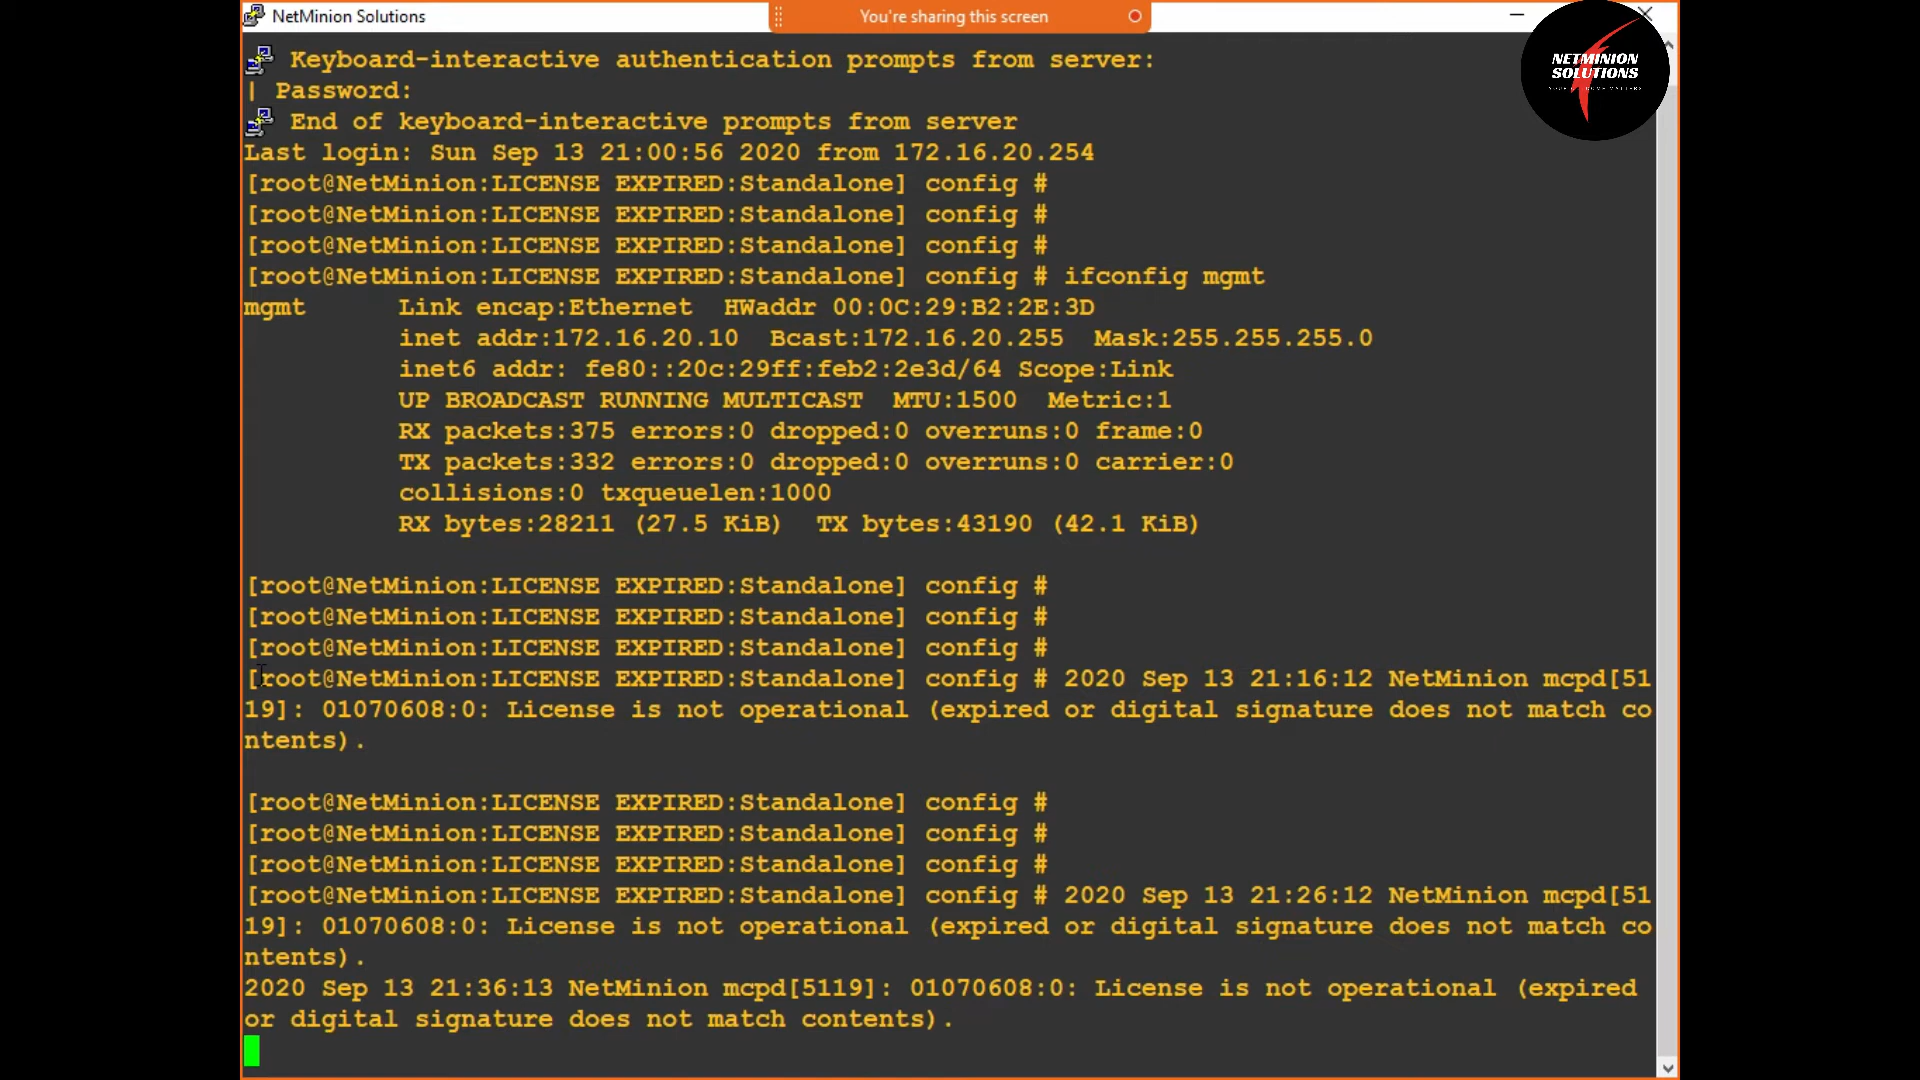 NetMinion Solutions
You're sharing this screen
NETMINION
SOLUTIONS
Keyboard-interactive authentication prompts from server:
| Password:
End of keyboard-interactive prompts from server
Last login: Sun Sep 13 21:00:56 2020 from 172.16.20.254
[root@NetMinion:LICENSE EXPIRED:Standalone] config #
[root@NetMinion:LICENSE EXPIRED:Standalone] config #
[root@NetMinion:LICENSE EXPIRED:Standalone] config #
[root@NetMinion:LICENSE EXPIRED:Standalone] config # ifconfig mgmt
mgmt      Link encap:Ethernet  HWaddr 00:0C:29:B2:2E:3D
          inet addr:172.16.20.10  Bcast:172.16.20.255  Mask:255.255.255.0
          inet6 addr: fe80::20c:29ff:feb2:2e3d/64 Scope:Link
          UP BROADCAST RUNNING MULTICAST  MTU:1500  Metric:1
          RX packets:375 errors:0 dropped:0 overruns:0 frame:0
          TX packets:332 errors:0 dropped:0 overruns:0 carrier:0
          collisions:0 txqueuelen:1000
          RX bytes:28211 (27.5 KiB)  TX bytes:43190 (42.1 KiB)
[root@NetMinion:LICENSE EXPIRED:Standalone] config #
[root@NetMinion:LICENSE EXPIRED:Standalone] config #
[root@NetMinion:LICENSE EXPIRED:Standalone] config #
[root@NetMinion:LICENSE EXPIRED:Standalone] config # 2020 Sep 13 21:16:12 NetMinion mcpd[51
19]: 01070608:0: License is not operational (expired or digital signature does not match co
ntents).
[root@NetMinion:LICENSE EXPIRED:Standalone] config #
[root@NetMinion:LICENSE EXPIRED:Standalone] config #
[root@NetMinion:LICENSE EXPIRED:Standalone] config #
[root@NetMinion:LICENSE EXPIRED:Standalone] config # 2020 Sep 13 21:26:12 NetMinion mcpd[51
19]: 01070608:0: License is not operational (expired or digital signature does not match co
ntents).
2020 Sep 13 21:36:13 NetMinion mcpd[5119]: 01070608:0: License is not operational (expired
or digital signature does not match contents).